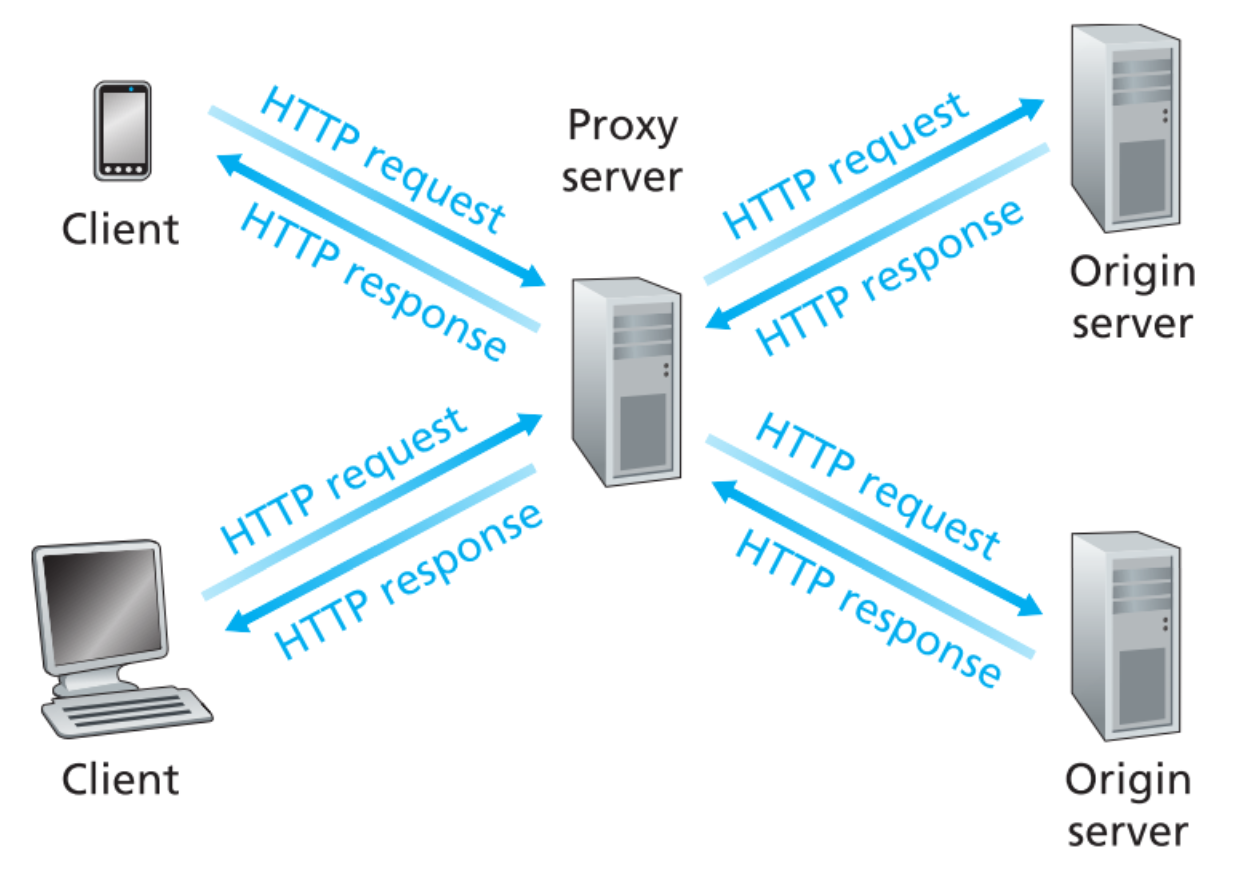 HTTP request
HTTP response
Client
Proxy
server
HTTP request
HTTP response
Origin
server
HTTP request
HTTP response
Client
HTTP request
HTTP response
Origin
server